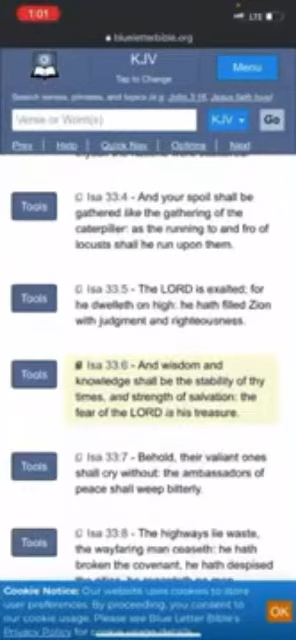 1:01
LTE
blueletterbible.org
KJV
Tap to Change
Menu
Search verses, phrases, and topics (e.g. John 3:16, Jesus faith love)
Verse or Word(s)
KJV
Go
Prev | Help | Quick Nav | Options | Next
Tools
Isa 33:4 - And your spoil shall be
gathered like the gathering of the
caterpiller: as the running to and fro of
locusts shall he run upon them.
Tools
Isa 33:5 - The LORD is exalted; for
he dwelleth on high: he hath filled Zion
with judgment and righteousness.
Tools
Isa 33:6 - And wisdom and
knowledge shall be the stability of thy
times, and strength of salvation: the
fear of the LORD is his treasure.
Tools
Isa 33:7 - Behold, their valiant ones
shall cry without: the ambassadors of
peace shall weep bitterly.
Tools
Isa 33:8 - The highways lie waste,
the wayfaring man ceaseth: he hath
broken the covenant, he hath despised
Cookie Notice: Our website uses cookies to store
user preferences. By proceeding, you consent to
our cookie usage. Please see Blue Letter Bible's
Privacy Policy for
OK